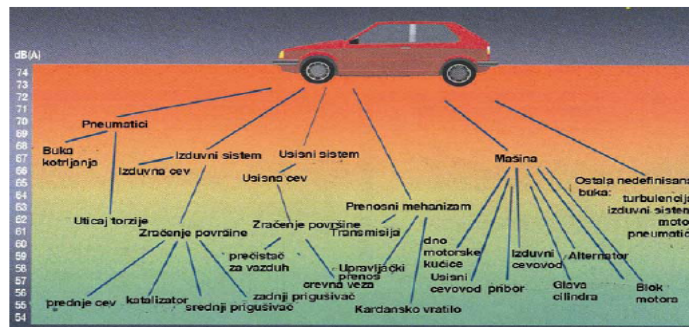 dB(A)
74
73
72
71
70
69
68
67
66
65
64
63
62
61
60
59
58
57
56
55
54
Pneumatici
Buka
kotrljanja
Uticaj torzije
Izduvni sistem
Izduvna cev
Zračenje površine
prednje cev
katalizator
srednji prigušivač
zadnji prigušivač
Usisni sistem
Usisna cev
Zračenje površine
prečistač
za vazduh
crevna veza
Prenosni mehanizam
Transmisija
Upravljački
prenos
Kardansko vratilo
Mašina
dno
motorske
kućice
Usisni
cevovod
pribor
Izduvni
cevovod
Glava
cilindra
Alternator
Blok
motora
Ostala nedefinisana
buka:
turbulencija
izduvni sistem
moto
pneumatic